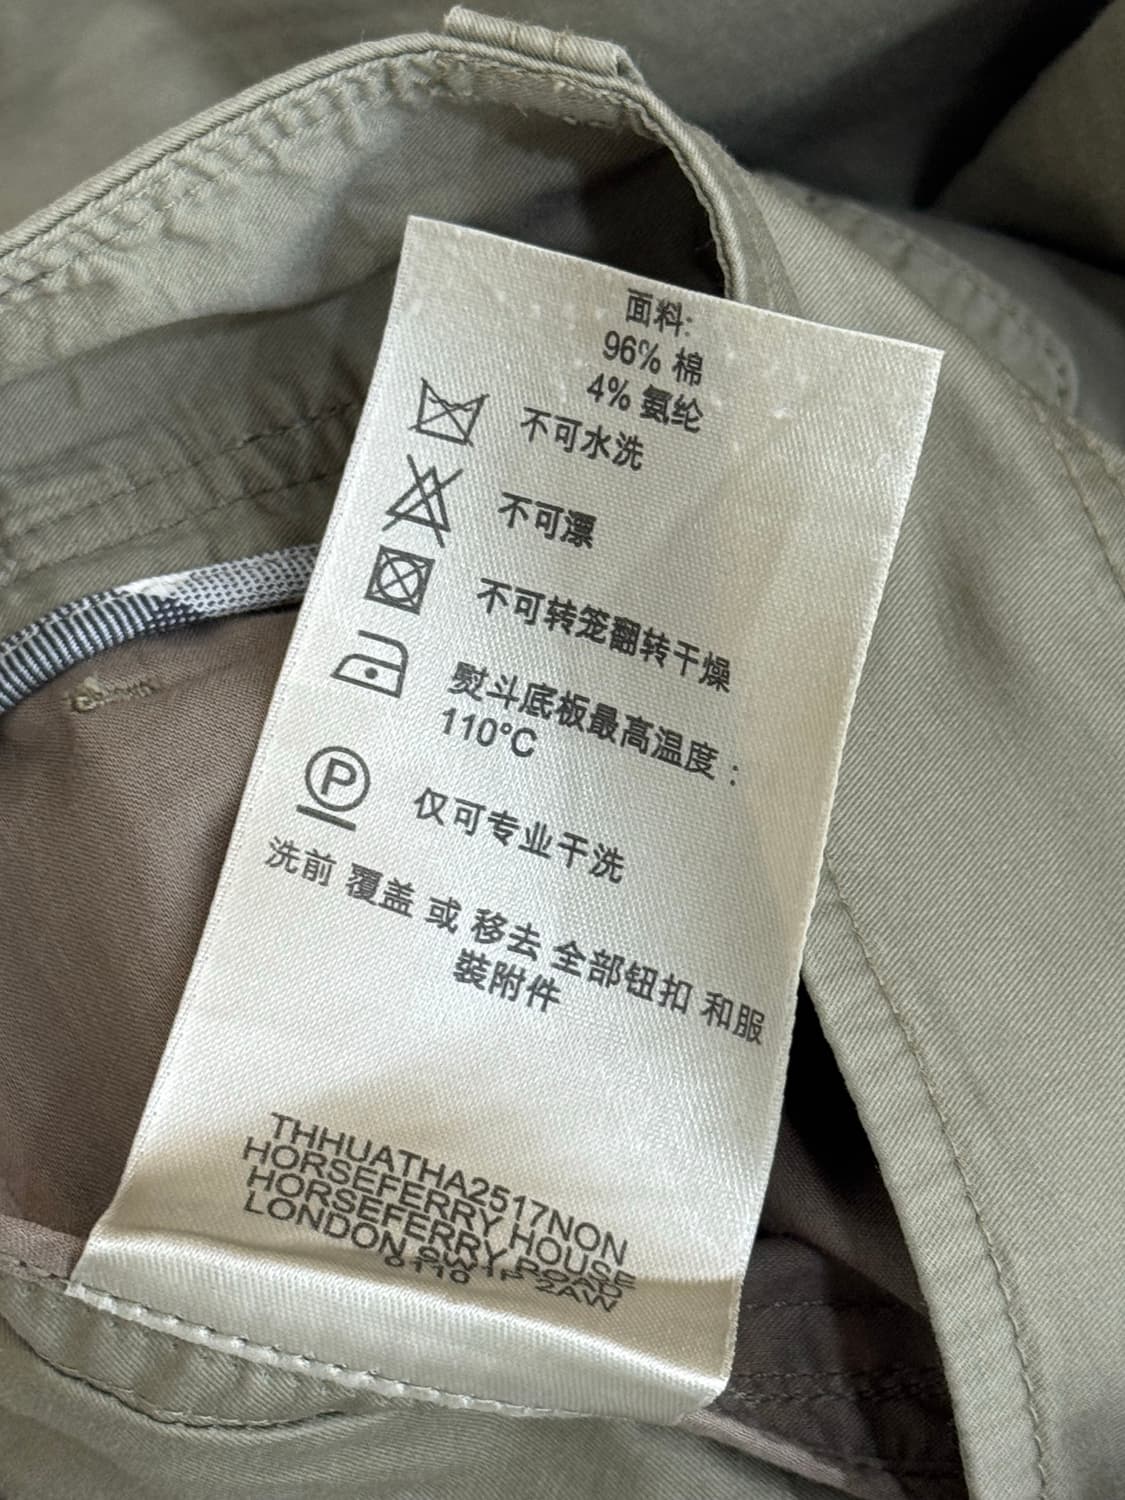 面料:
96% 棉
4% 氨纶
不可水洗
不可漂
不可转笼翻转干燥
熨斗底板最高温度：
110°C
P
仅可专业干洗
洗前 覆盖 或 移去 全部钮扣 和服
裝附件
THHUATHA2517NON
HORSEFERRY HOUSE
HORSEFERRY ROAD
LONDON SW1P 2AW
0110